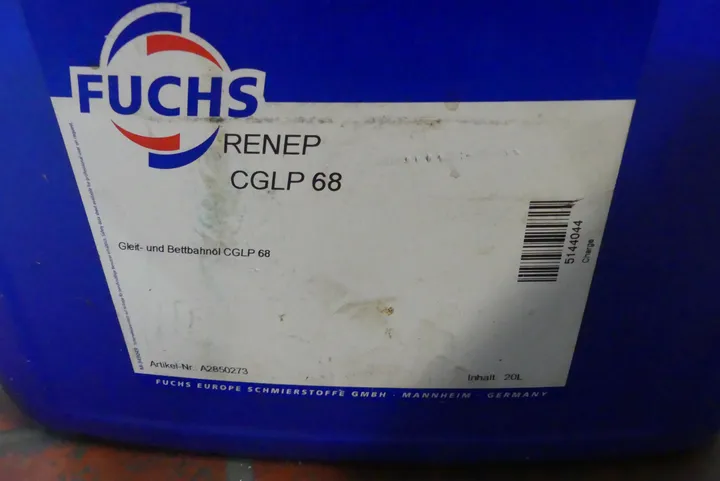 FUCHS
RENEP
CGLP 68
Gleit- und Bettbahnöl CGLP 68
5144044
Charge
Artikel-Nr.: A2850273
Inhalt: 20L
FUCHS EUROPE SCHMIERSTOFFE GMBH · MANNHEIM · GERMANY